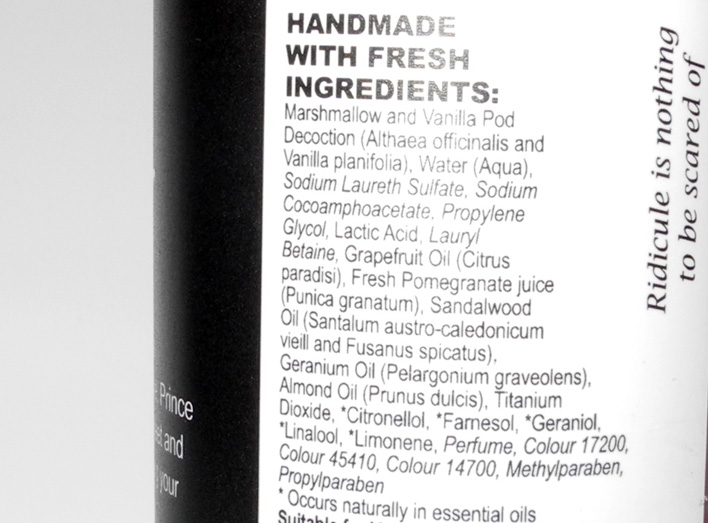 HANDMADE
WITH FRESH
INGREDIENTS:
Marshmallow and Vanilla Pod
Decoction (Althaea officinalis and
Vanilla planifolia), Water (Aqua),
Sodium Laureth Sulfate, Sodium
Cocoamphoacetate, Propylene
Glycol, Lactic Acid, Lauryl
Betaine, Grapefruit Oil (Citrus
paradisi), Fresh Pomegranate juice
(Punica granatum), Sandalwood
Oil (Santalum austro-caledonicum
vieill and Fusanus spicatus),
Geranium Oil (Pelargonium graveolens),
Almond Oil (Prunus dulcis), Titanium
Dioxide, *Citronellol, *Farnesol, *Geraniol,
*Linalool, *Limonene, Perfume, Colour 17200,
Colour 45410, Colour 14700, Methylparaben,
Propylparaben
* Occurs naturally in essential oils
Suitable for
Ridicule is nothing
to be scared of
Prince
and
your